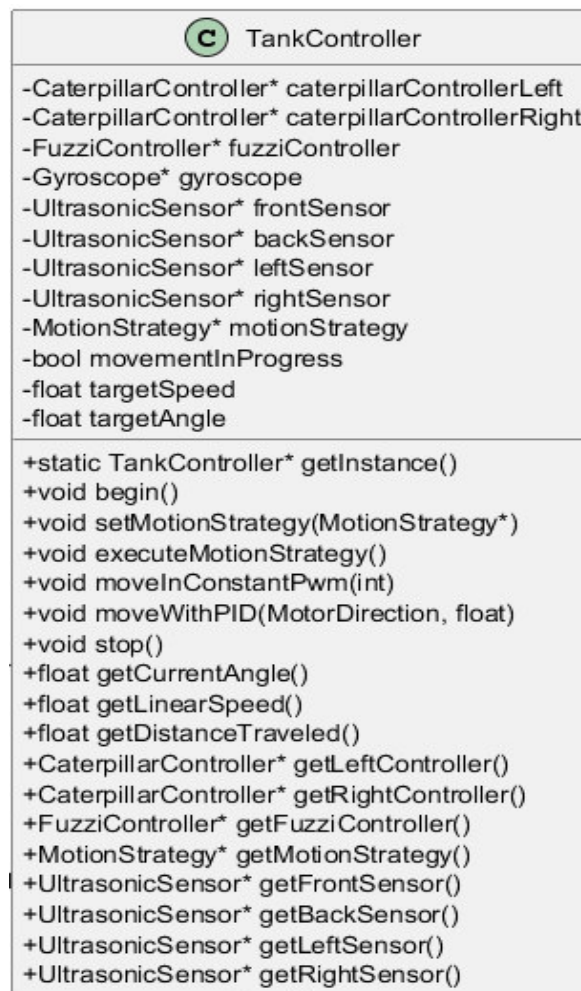 C TankController
-CaterpillarController* caterpillarControllerLeft
-CaterpillarController* caterpillarControllerRight
-FuzziController* fuzziController
-Gyroscope* gyroscope
-UltrasonicSensor* frontSensor
-UltrasonicSensor* backSensor
-UltrasonicSensor* leftSensor
-UltrasonicSensor* rightSensor
-MotionStrategy* motionStrategy
-bool movementInProgress
-float targetSpeed
-float targetAngle
+static TankController* getInstance()
+void begin()
+void setMotionStrategy(MotionStrategy*)
+void executeMotionStrategy()
+void moveInConstantPwm(int)
+void moveWithPID(MotorDirection, float)
+void stop()
+float getCurrentAngle()
+float getLinearSpeed()
+float getDistanceTraveled()
+CaterpillarController* getLeftController()
+CaterpillarController* getRightController()
+FuzziController* getFuzziController()
+MotionStrategy* getMotionStrategy()
+UltrasonicSensor* getFrontSensor()
+UltrasonicSensor* getBackSensor()
+UltrasonicSensor* getLeftSensor()
+UltrasonicSensor* getRightSensor()